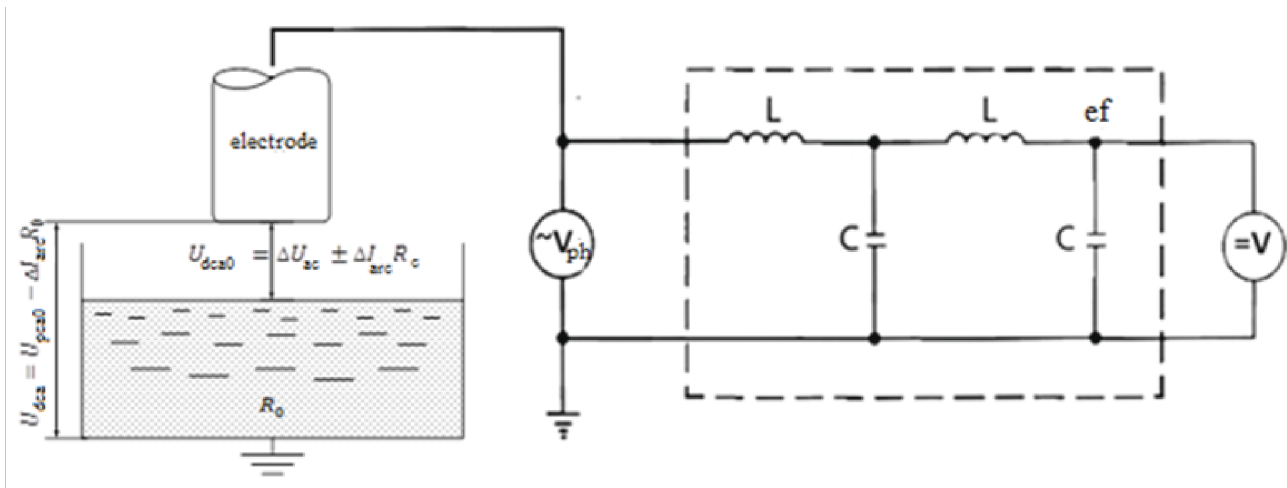 electrode
U_dca0 = ΔU_ac ± ΔI_arc R_c
U_dca = U_pca0 − ΔI_arc R_0
R_0
~V_ph
L
L
ef
C
C
=V